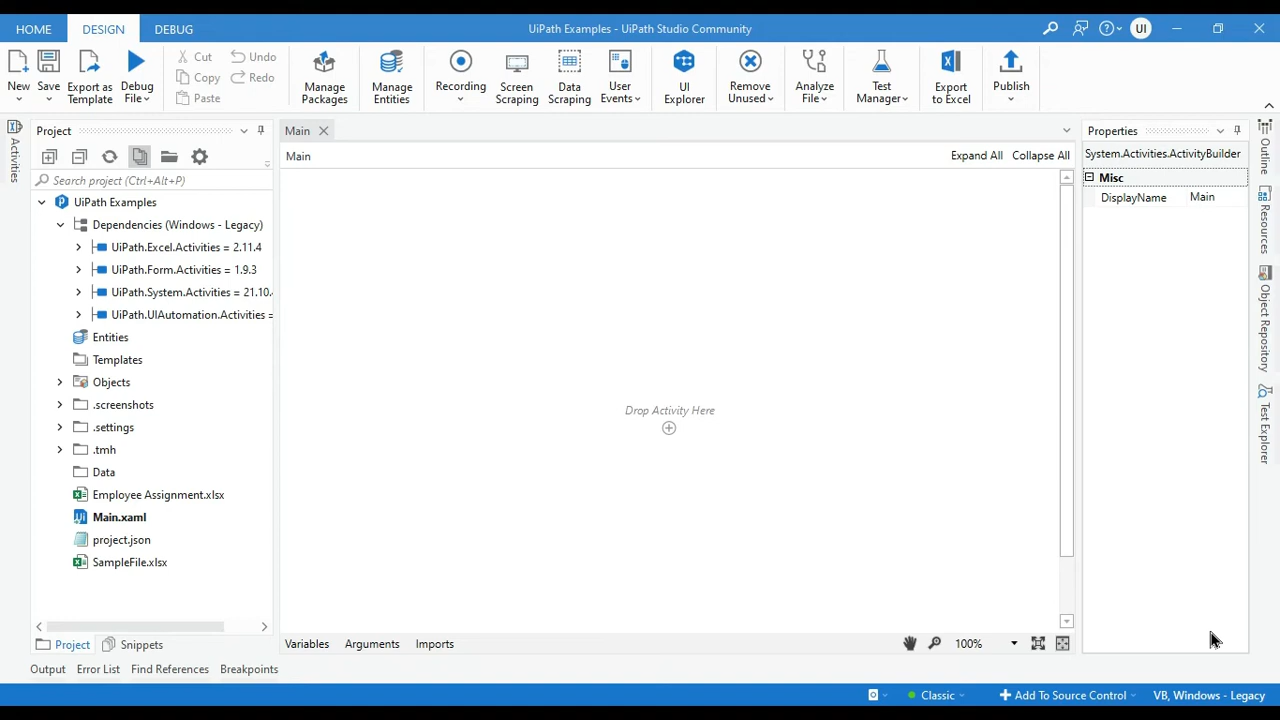 HOME DESIGN DEBUG UiPath Examples - UiPath Studio Community UI
New Save Export as Template Debug File Cut Copy Paste Undo Redo Manage Packages Manage Entities Recording Screen Scraping Data Scraping User Events UI Explorer Remove Unused Analyze File Test Manager Export to Excel Publish
Activities
Project
Search project (Ctrl+Alt+P)
UiPath Examples
Dependencies (Windows - Legacy)
UiPath.Excel.Activities = 2.11.4
UiPath.Form.Activities = 1.9.3
UiPath.System.Activities = 21.10.
UiPath.UIAutomation.Activities =
Entities
Templates
Objects
.screenshots
.settings
.tmh
Data
Employee Assignment.xlsx
Main.xaml
project.json
SampleFile.xlsx
Project Snippets
Main
Main Expand All Collapse All
Drop Activity Here
Variables Arguments Imports 100%
Properties
System.Activities.ActivityBuilder
Misc
DisplayName Main
Outline
Resources
Object Repository
Test Explorer
Output Error List Find References Breakpoints
Classic Add To Source Control VB, Windows - Legacy